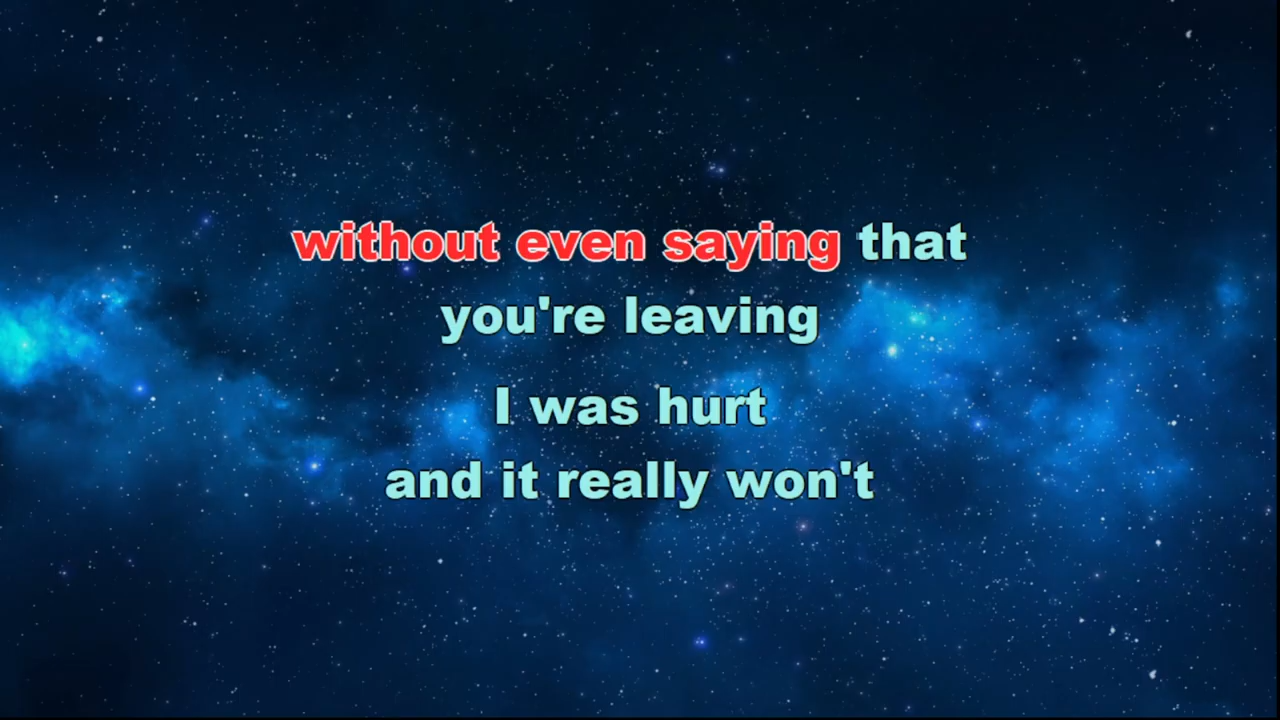 without even saying that
you're leaving
I was hurt
and it really won't